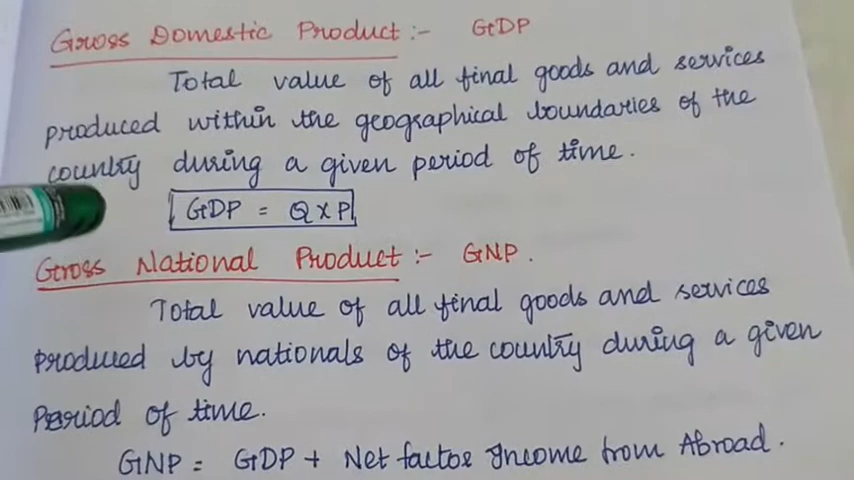 Gross Domestic Product :- GDP
Total value of all final goods and services
produced within the geographical boundaries of the
country during a given period of time.
GDP = Q x P
Gross National Product :- GNP.
Total value of all final goods and services
produced by nationals of the country during a given
Period of time.
GNP = GDP + Net factor Income from Abroad.